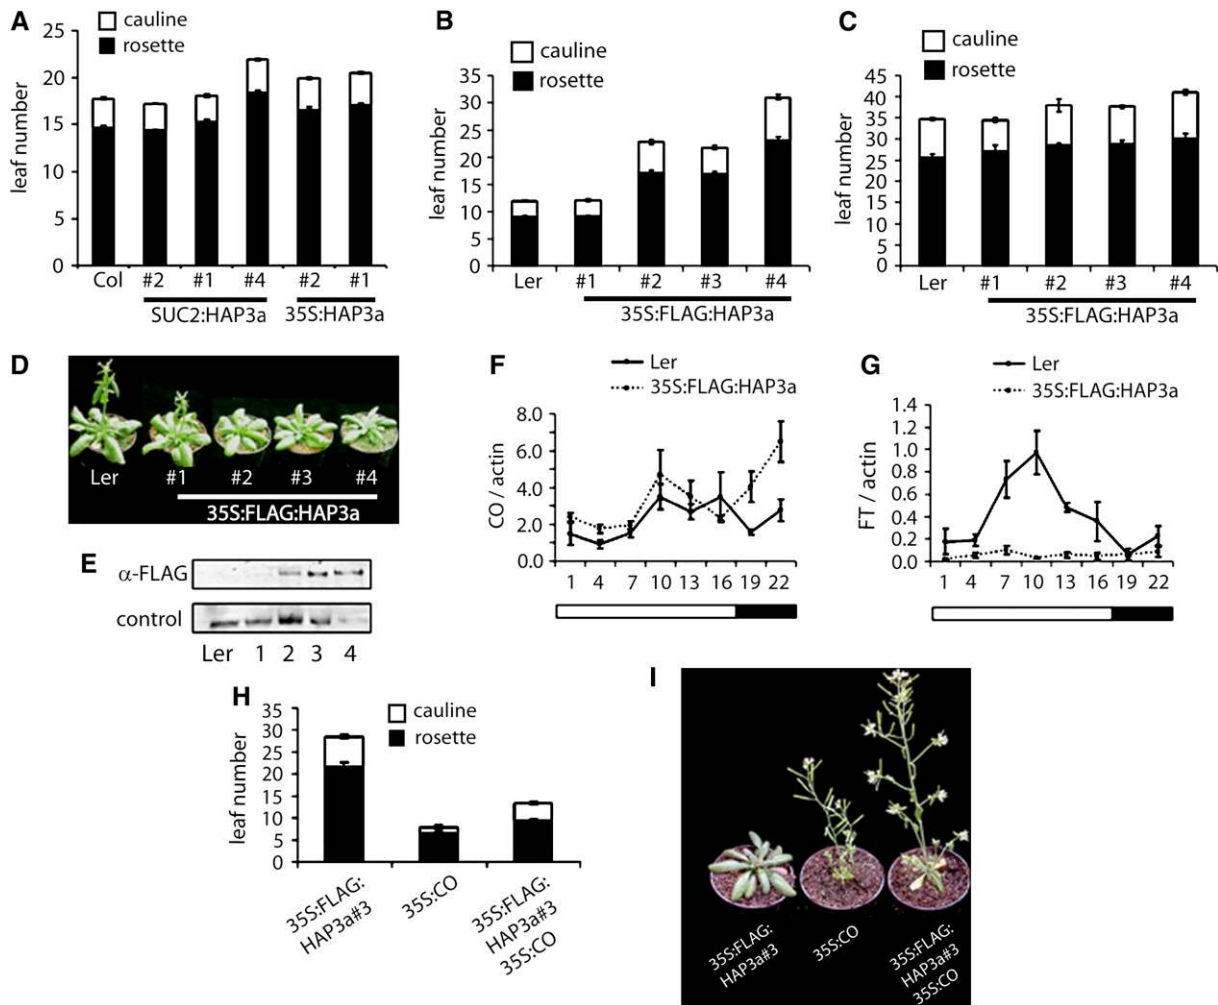 A
cauline
rosette
leaf number
25
20
15
10
5
0
Col #2 #1 #4 #2 #1
SUC2:HAP3a 35S:HAP3a
B
cauline
rosette
leaf number
35
30
25
20
15
10
5
0
Ler #1 #2 #3 #4
35S:FLAG:HAP3a
C
cauline
rosette
leaf number
45
40
35
30
25
20
15
10
5
0
Ler #1 #2 #3 #4
35S:FLAG:HAP3a
D
Ler #1 #2 #3 #4
35S:FLAG:HAP3a
E
α-FLAG
control
Ler 1 2 3 4
F
Ler
35S:FLAG:HAP3a
CO / actin
8.0
6.0
4.0
2.0
0.0
1 4 7 10 13 16 19 22
G
Ler
35S:FLAG:HAP3a
FT / actin
1.4
1.2
1.0
0.8
0.6
0.4
0.2
0.0
1 4 7 10 13 16 19 22
H
cauline
rosette
leaf number
35
30
25
20
15
10
5
0
35S:FLAG:
HAP3a#3
35S:CO
35S:FLAG:
HAP3a#3
35S:CO
I
35S:FLAG:
HAP3a#3
35S:CO
35S:FLAG:
HAP3a#3
35S:CO